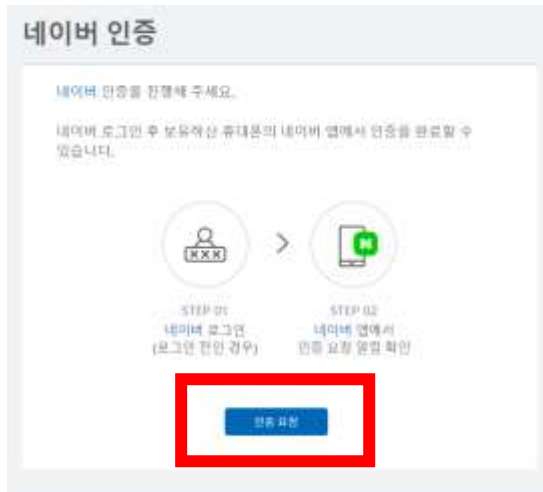 네이버 인증
네이버 인증을 진행해 주세요.
네이버 로그인 후 보유하신 휴대폰의 네이버 앱에서 인증을 완료할 수
있습니다.
XXX
>
N
STEP 01
네이버 로그인
(로그인 전인 경우)
STEP 02
네이버 앱에서
인증 요청 알림 확인
인증 요청